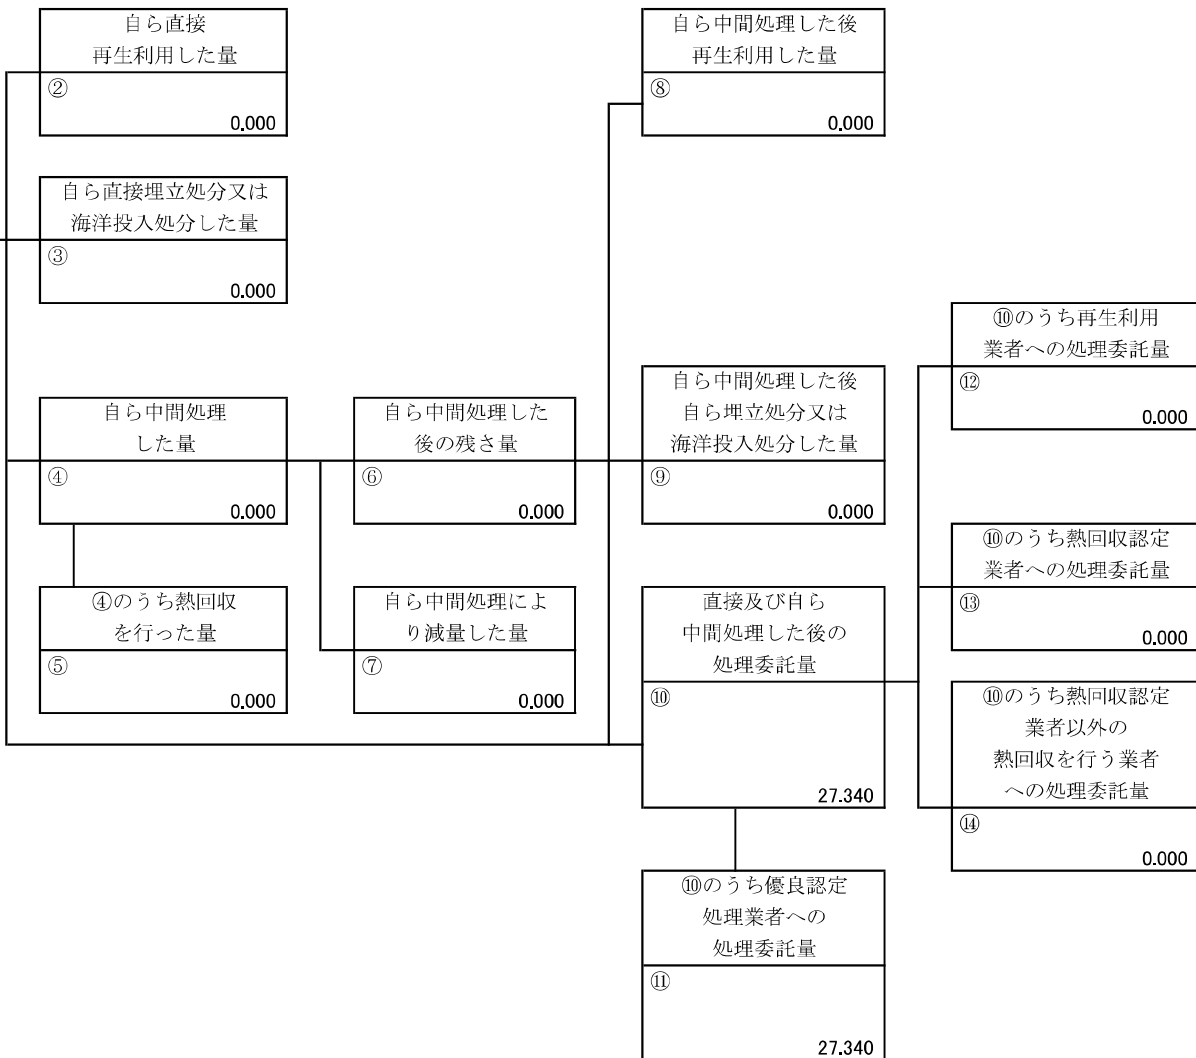 自ら直接
再生利用した量
②
0.000
自ら中間処理した後
再生利用した量
⑧
0.000
自ら直接埋立処分又は
海洋投入処分した量
③
0.000
⑩のうち再生利用
業者への処理委託量
⑫
0.000
自ら中間処理
した量
④
0.000
自ら中間処理した
後の残さ量
⑥
0.000
自ら中間処理した後
自ら埋立処分又は
海洋投入処分した量
⑨
0.000
⑩のうち熱回収認定
業者への処理委託量
⑬
0.000
④のうち熱回収
を行った量
⑤
0.000
自ら中間処理によ
り減量した量
⑦
0.000
直接及び自ら
中間処理した後の
処理委託量
⑩
27.340
⑩のうち熱回収認定
業者以外の
熱回収を行う業者
への処理委託量
⑭
0.000
⑩のうち優良認定
処理業者への
処理委託量
⑪
27.340